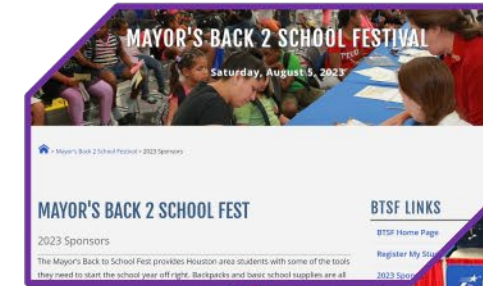 MAYOR'S BACK 2 SCHOOL FESTIVAL
Saturday, August 5, 2023
> Mayor's Back 2 School Festival > 2023 Sponsors
MAYOR'S BACK 2 SCHOOL FEST
2023 Sponsors
The Mayor's Back to School Fest provides Houston area students with some of the tools
they need to start the school year off right. Backpacks and basic school supplies are all
BTSF LINKS
BTSF Home Page
Register My
2023